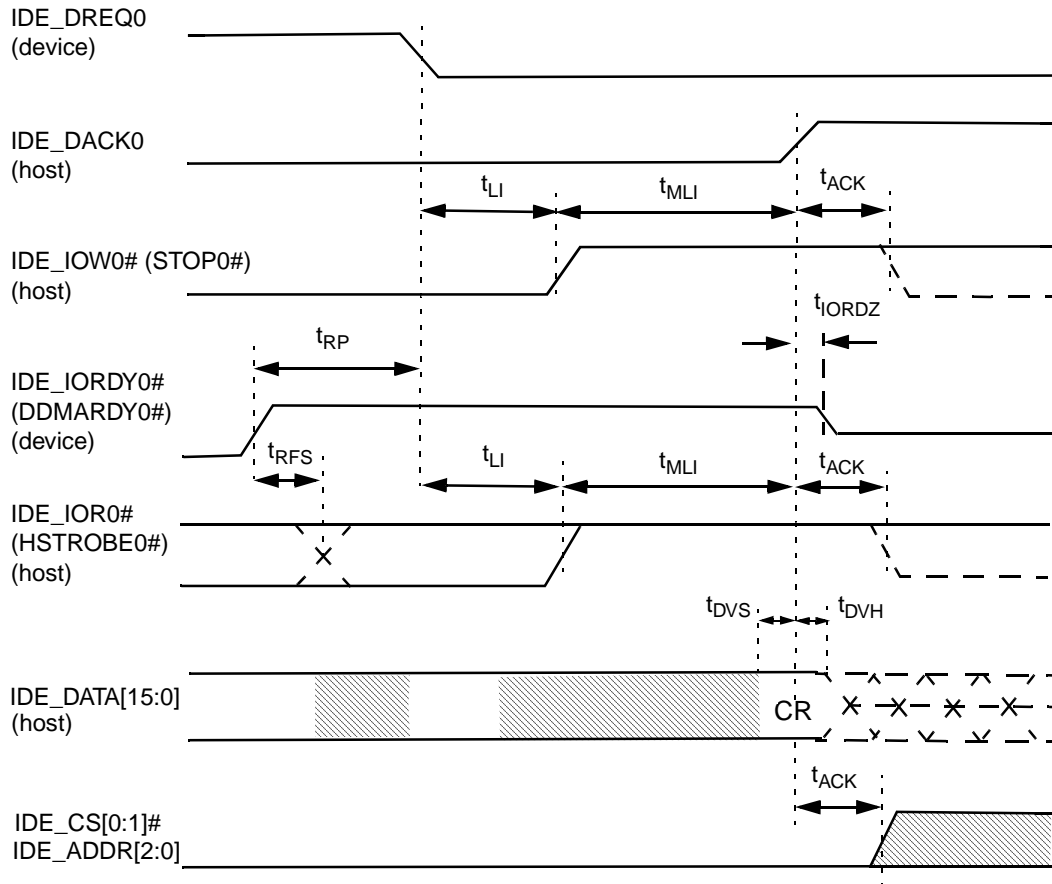 IDE_DREQ0
(device)
IDE_DACK0
(host)
tLI
tMLI
tACK
IDE_IOW0# (STOP0#)
(host)
tIORDZ
tRP
IDE_IORDY0#
(DDMARDY0#)
(device)
tRFS
tLI
tMLI
tACK
IDE_IOR0#
(HSTROBE0#)
(host)
tDVS
tDVH
IDE_DATA[15:0]
(host)
CR
tACK
IDE_CS[0:1]#
IDE_ADDR[2:0]